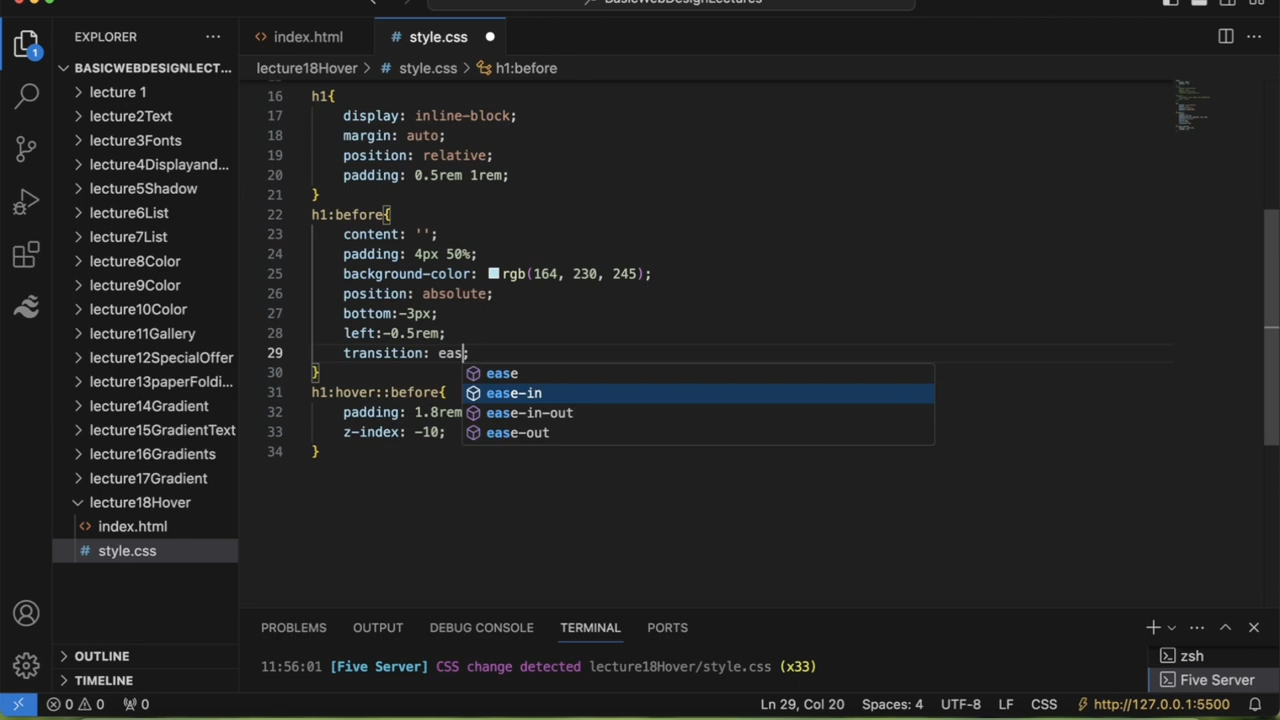 BasicWebDesignLectures
EXPLORER
index.html
style.css
BASICWEBDESIGNLECT...
lecture18Hover > style.css > h1:before
1
lecture 1
lecture2Text
lecture3Fonts
lecture4Displayand...
lecture5Shadow
lecture6List
lecture7List
lecture8Color
lecture9Color
lecture10Color
lecture11Gallery
lecture12SpecialOffer
lecture13paperFoldi...
lecture14Gradient
lecture15GradientText
lecture16Gradients
lecture17Gradient
lecture18Hover
index.html
style.css
OUTLINE
TIMELINE
16 h1{
17 display: inline-block;
18 margin: auto;
19 position: relative;
20 padding: 0.5rem 1rem;
21 }
22 h1:before{
23 content: '';
24 padding: 4px 50%;
25 background-color: rgb(164, 230, 245);
26 position: absolute;
27 bottom:-3px;
28 left:-0.5rem;
29 transition: eas;
30 }
31 h1:hover::before{
32 padding: 1.8rem
33 z-index: -10;
34 }
ease
ease-in
ease-in-out
ease-out
PROBLEMS OUTPUT DEBUG CONSOLE TERMINAL PORTS
11:56:01 [Five Server] CSS change detected lecture18Hover/style.css (x33)
zsh
Five Server
0 0 0 Ln 29, Col 20 Spaces: 4 UTF-8 LF CSS http://127.0.0.1:5500